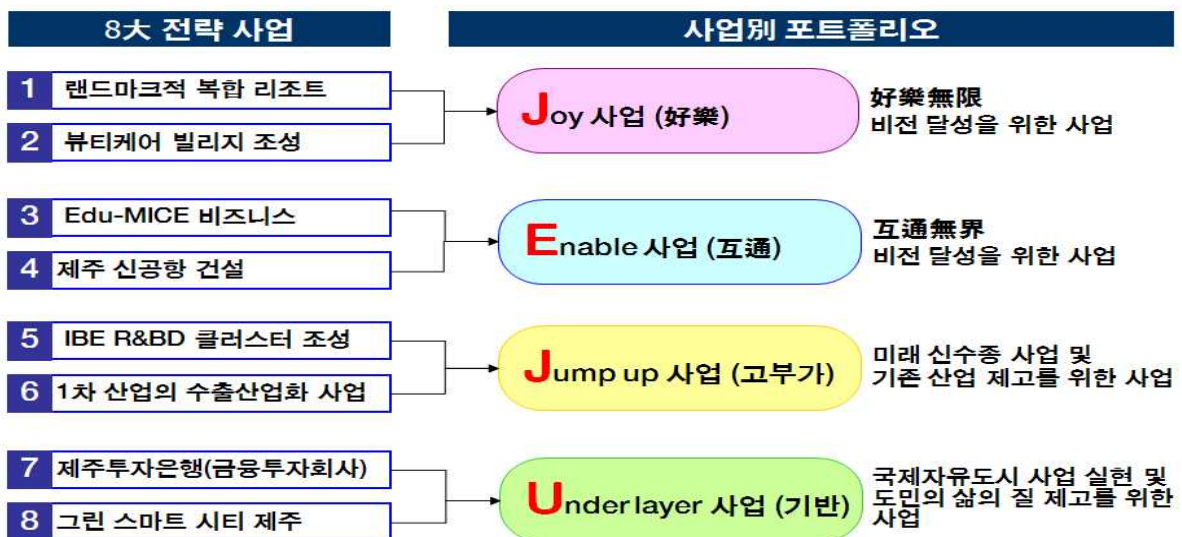 8大 전략 사업
사업別 포트폴리오
1 랜드마크적 복합 리조트
2 뷰티케어 빌리지 조성
Joy 사업 (好樂)
好樂無限
비전 달성을 위한 사업
3 Edu-MICE 비즈니스
4 제주 신공항 건설
Enable 사업 (互通)
互通無界
비전 달성을 위한 사업
5 IBE R&BD 클러스터 조성
6 1차 산업의 수출산업화 사업
Jump up 사업 (고부가)
미래 신수종 사업 및
기존 산업 제고를 위한 사업
7 제주투자은행(금융투자회사)
8 그린 스마트 시티 제주
Under layer 사업 (기반)
국제자유도시 사업 실현 및
도민의 삶의 질 제고를 위한
사업